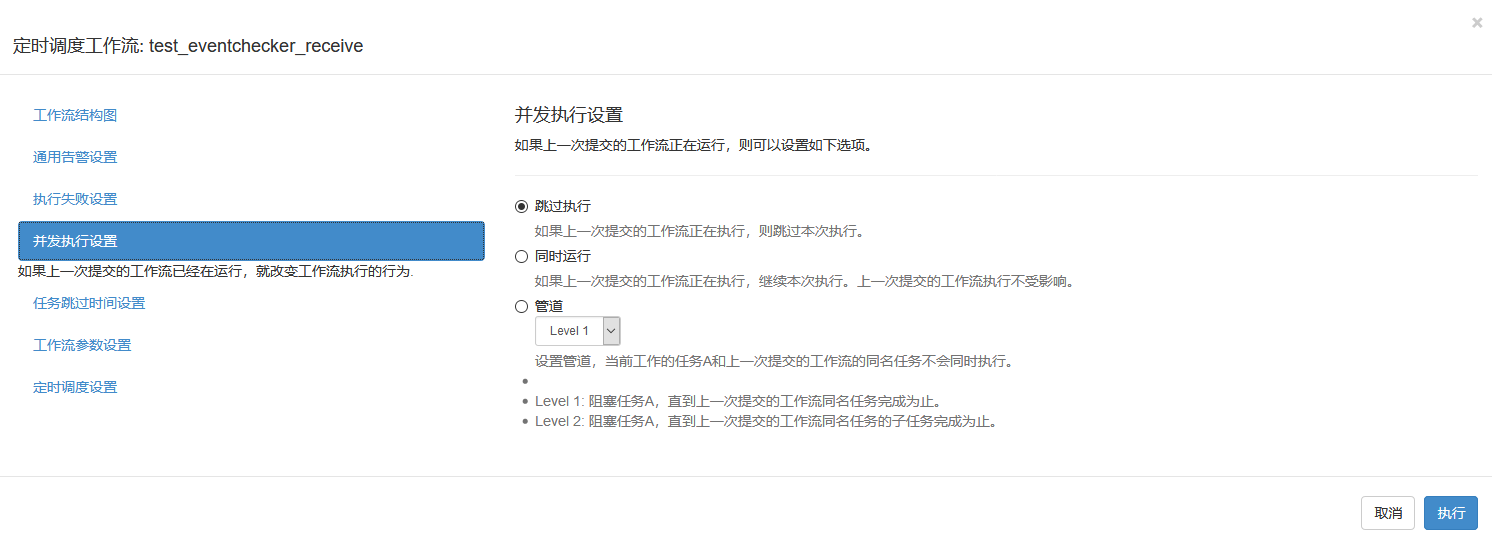 ×
定时调度工作流: test_eventchecker_receive
工作流结构图
通用告警设置
执行失败设置
并发执行设置
如果上一次提交的工作流已经在运行，就改变工作流执行的行为.
任务跳过时间设置
工作流参数设置
定时调度设置
并发执行设置
如果上一次提交的工作流正在运行，则可以设置如下选项。
跳过执行
如果上一次提交的工作流正在执行，则跳过本次执行。
同时运行
如果上一次提交的工作流正在执行，继续本次执行。上一次提交的工作流执行不受影响。
管道
Level 1
设置管道，当前工作的任务A和上一次提交的工作流的同名任务不会同时执行。
Level 1: 阻塞任务A，直到上一次提交的工作流同名任务完成为止。
Level 2: 阻塞任务A，直到上一次提交的工作流同名任务的子任务完成为止。
取消
执行